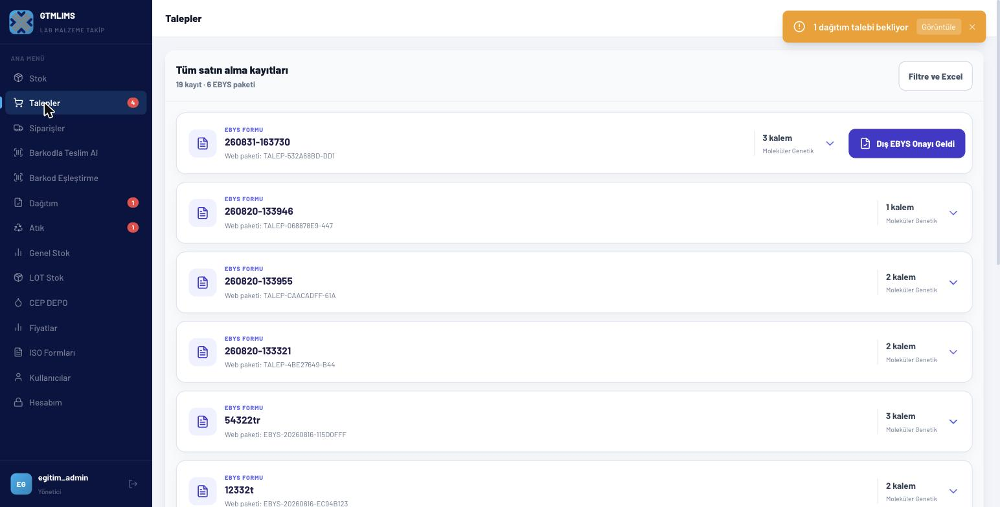 GTMLIMS
LAB MALZEME TAKİP
ANA MENÜ
Stok
Talepler 4
Siparişler
Barkodla Teslim Al
Barkod Eşleştirme
Dağıtım 1
Atık 1
Genel Stok
LOT Stok
CEP DEPO
Fiyatlar
ISO Formları
Kullanıcılar
Hesabım
EG
egitim_admin
Yönetici
Talepler
1 dağıtım talebi bekliyor Görüntüle
Tüm satın alma kayıtları
19 kayıt · 6 EBYS paketi
Filtre ve Excel
EBYS FORMU
260831-163730
Web paketi: TALEP-532A68BD-DD1
3 kalem
Moleküler Genetik
Dış EBYS Onayı Geldi
EBYS FORMU
260820-133946
Web paketi: TALEP-068878E9-447
1 kalem
Moleküler Genetik
EBYS FORMU
260820-133955
Web paketi: TALEP-CAACADFF-61A
2 kalem
Moleküler Genetik
EBYS FORMU
260820-133321
Web paketi: TALEP-4BE27649-B44
2 kalem
Moleküler Genetik
EBYS FORMU
54322tr
Web paketi: EBYS-20260816-115D0FFF
3 kalem
Moleküler Genetik
EBYS FORMU
12332t
Web paketi: EBYS-20260816-EC94B123
2 kalem
Moleküler Genetik